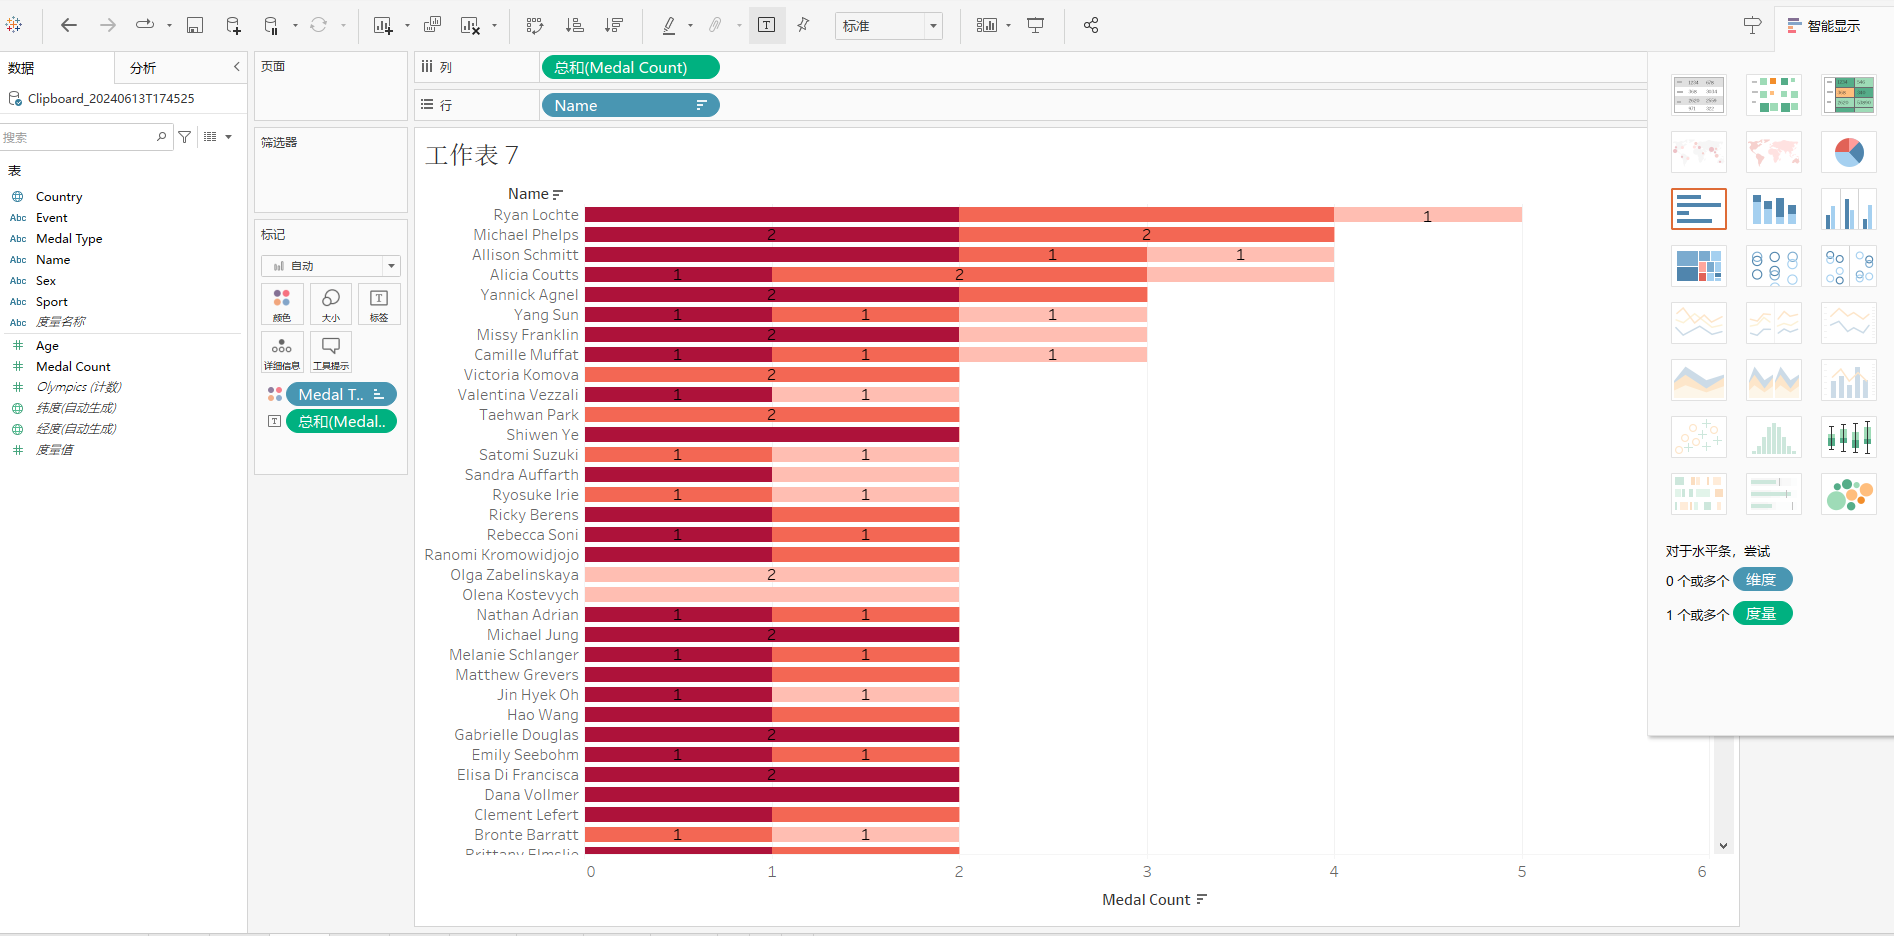 标准
智能显示
数据
分析
页面
列
总和(Medal Count)
Clipboard_20240613T174525
行
Name
搜索
筛选器
工作表 7
表
Country
Event
Medal Type
Name
Sex
Sport
度量名称
Age
Medal Count
Olympics (计数)
纬度(自动生成)
经度(自动生成)
度量值
标记
自动
颜色
大小
标签
详细信息
工具提示
Medal T..
总和(Medal..
Name
Ryan Lochte 1
Michael Phelps 2 2
Allison Schmitt 1 1
Alicia Coutts 1 2
Yannick Agnel 2
Yang Sun 1 1 1
Missy Franklin 2
Camille Muffat 1 1 1
Victoria Komova 2
Valentina Vezzali 1 1
Taehwan Park 2
Shiwen Ye
Satomi Suzuki 1 1
Sandra Auffarth
Ryosuke Irie 1 1
Ricky Berens
Rebecca Soni 1 1
Ranomi Kromowidjojo
Olga Zabelinskaya 2
Olena Kostevych
Nathan Adrian 1 1
Michael Jung 2
Melanie Schlanger 1 1
Matthew Grevers
Jin Hyek Oh 1 1
Hao Wang
Gabrielle Douglas 2
Emily Seebohm 1 1
Elisa Di Francisca 2
Dana Vollmer
Clement Lefert
Bronte Barratt 1 1
Brittany Elmslie
0 1 2 3 4 5 6
Medal Count
对于水平条，尝试
0 个或多个 维度
1 个或多个 度量